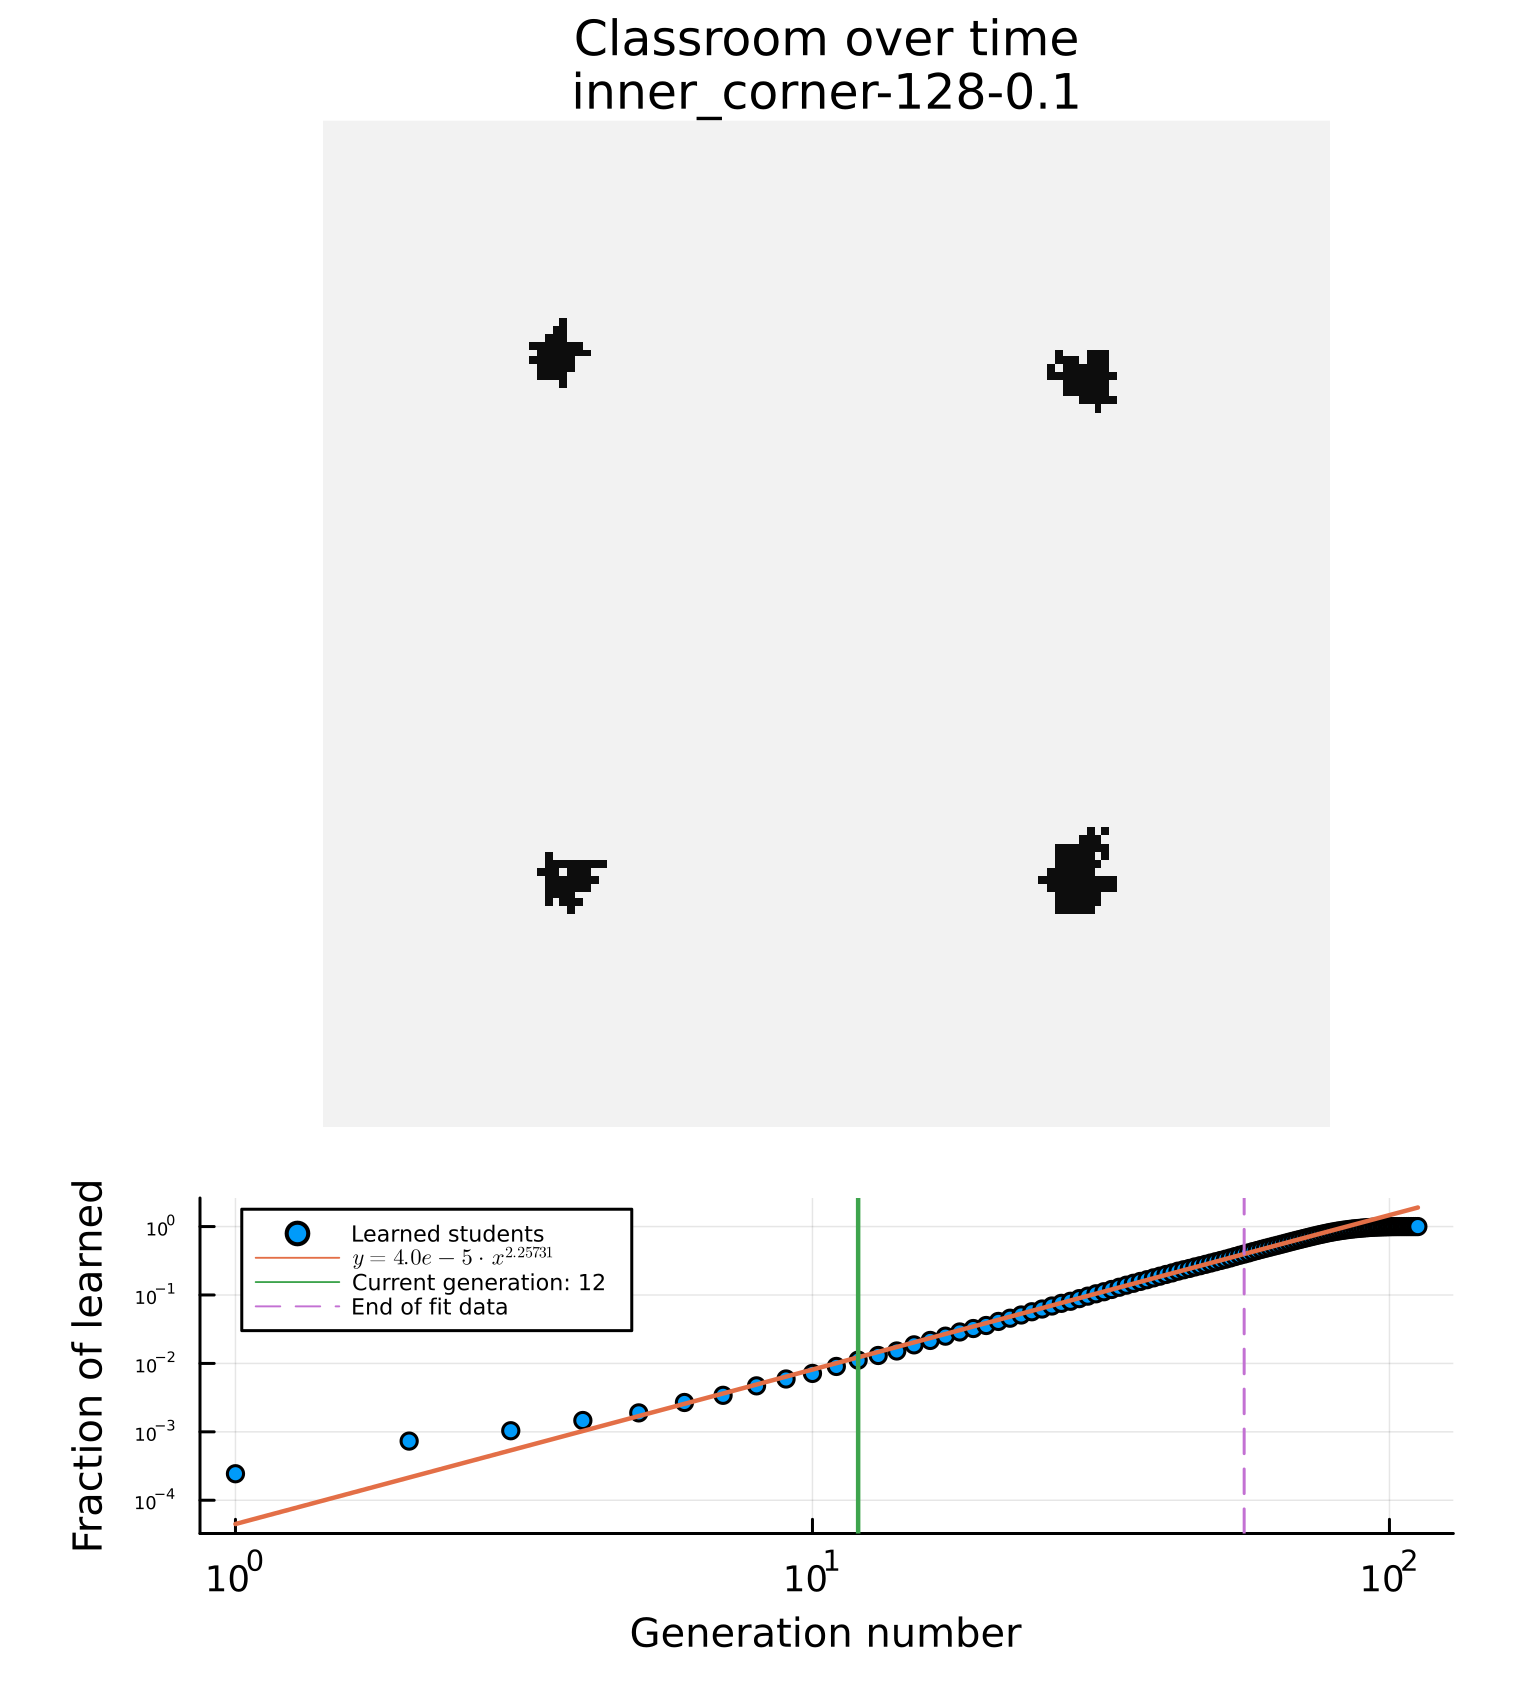 Classroom over time
inner_corner-128-0.1
Fraction of learned
10^0
10^-1
10^-2
10^-3
10^-4
Learned students
y = 4.0e − 5 · x^2.25731
Current generation: 12
End of fit data
10^0 10^1 10^2
Generation number